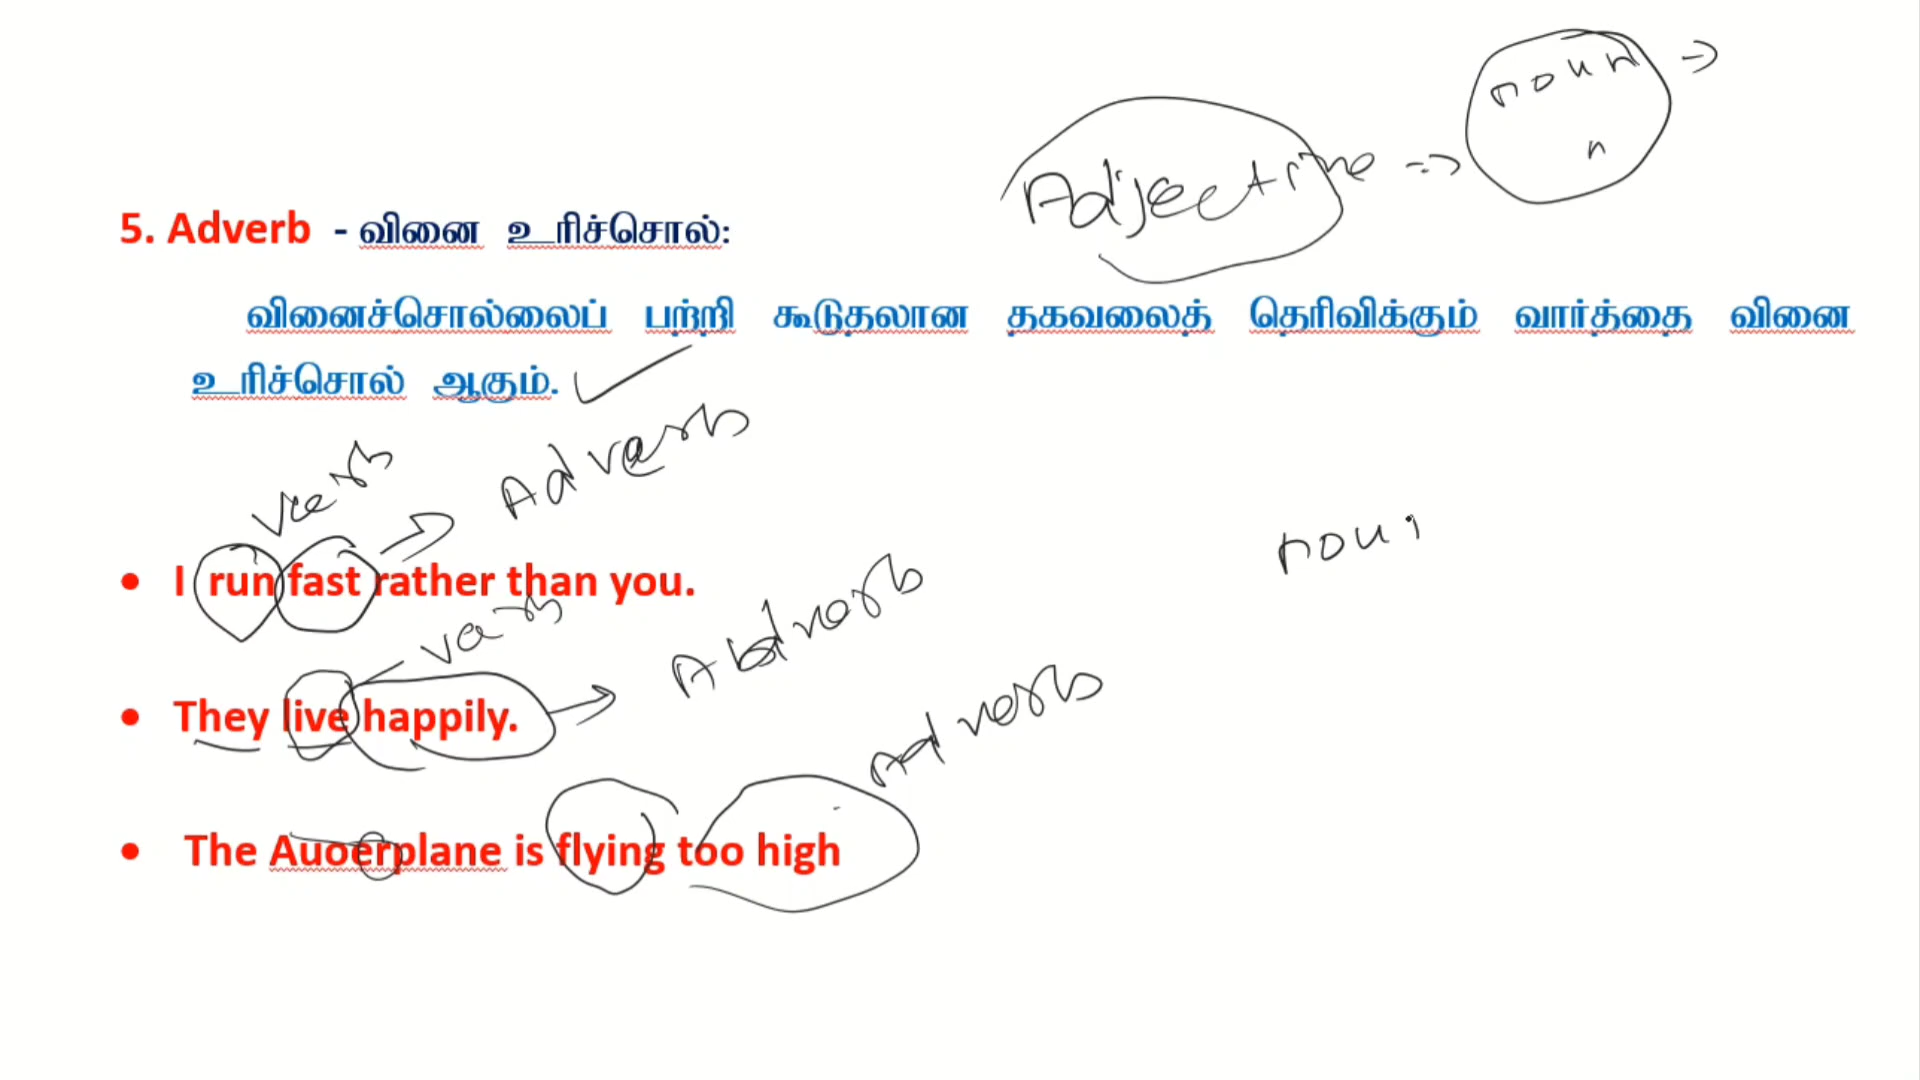 noun →
n
Adjective ⇒
5. Adverb - வினை உரிச்சொல்:
வினைச்சொல்லைப் பற்றி கூடுதலான தகவலைத் தெரிவிக்கும் வார்த்தை வினை
உரிச்சொல் ஆகும்.
Adverb
verb
• I run fast rather than you.
verb
Adverb
• They live happily.
Adverb
• The Auoerplane is flying too high